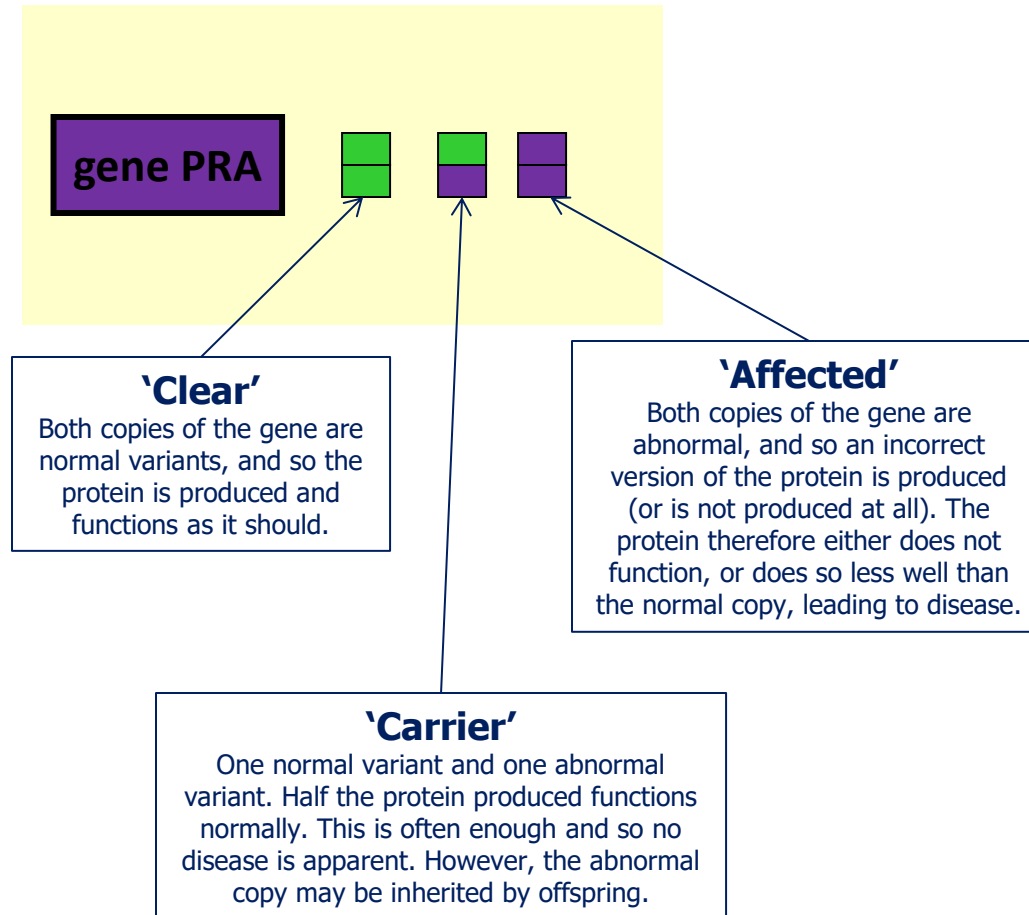 gene PRA
‘Clear’
Both copies of the gene are
normal variants, and so the
protein is produced and
functions as it should.
‘Affected’
Both copies of the gene are
abnormal, and so an incorrect
version of the protein is produced
(or is not produced at all). The
protein therefore either does not
function, or does so less well than
the normal copy, leading to disease.
‘Carrier’
One normal variant and one abnormal
variant. Half the protein produced functions
normally. This is often enough and so no
disease is apparent. However, the abnormal
copy may be inherited by offspring.